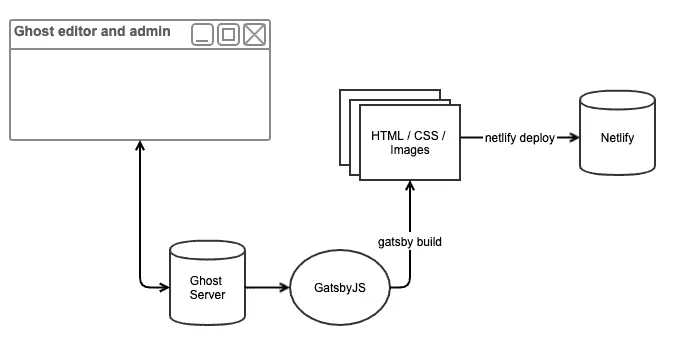 Ghost editor and admin
HTML / CSS /
Images
netlify deploy
Netlify
gatsby build
Ghost
Server
GatsbyJS